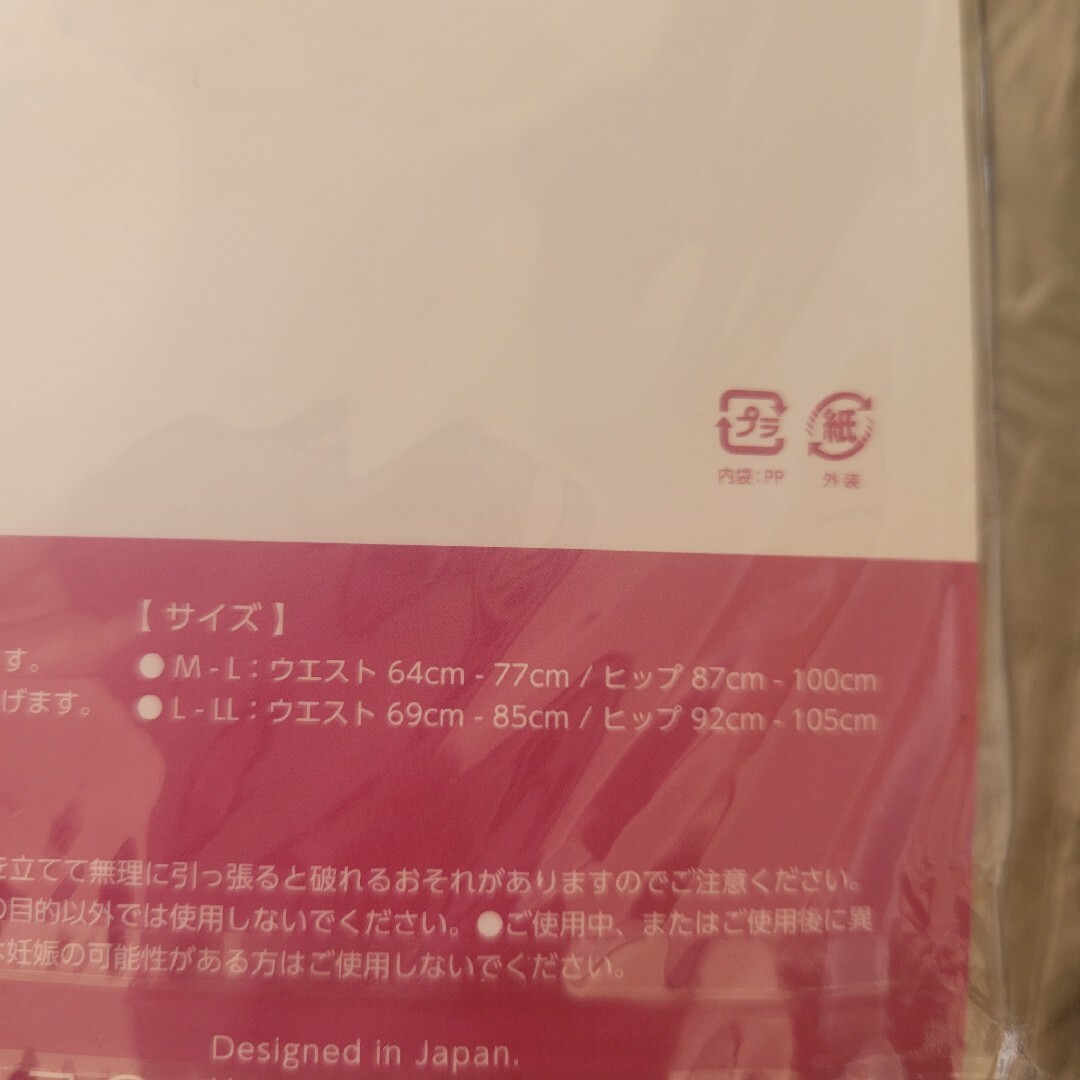 プラ 紙
内袋：PP 外装
【 サイズ 】
す。 ●M - L：ウエスト 64cm - 77cm / ヒップ 87cm - 100cm
げます。 ●L - LL：ウエスト 69cm - 85cm / ヒップ 92cm - 105cm
を立てて無理に引っ張ると破れるおそれがありますのでご注意ください。
の目的以外では使用しないでください。●ご使用中、またはご使用後に異
妊娠の可能性がある方はご使用しないでください。
Designed in Japan.